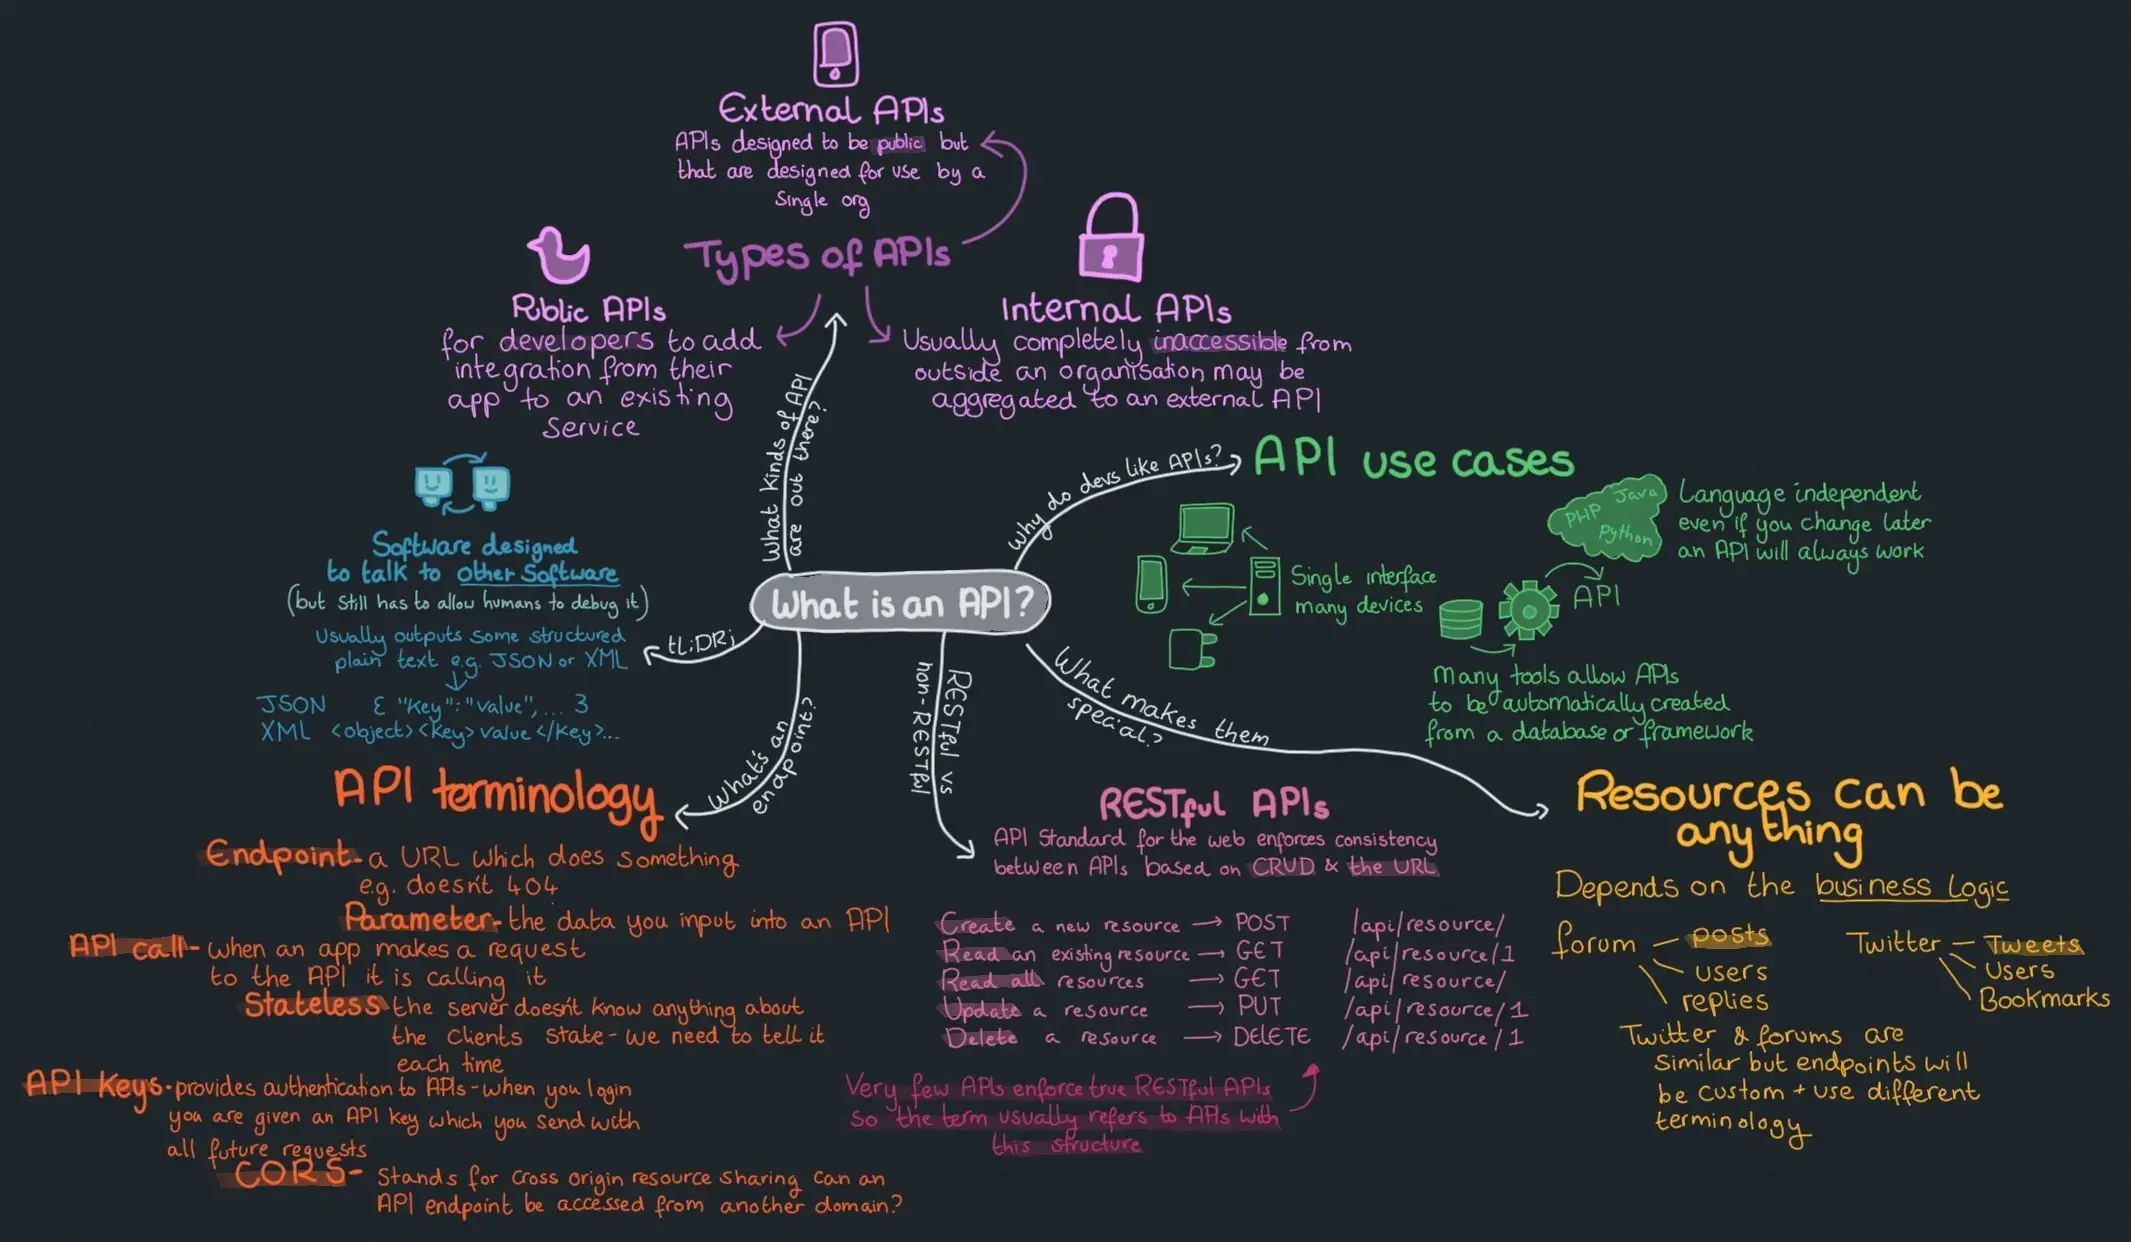 External APIs
APIs designed to be public but
that are designed for use by a
Single org
Types of APIs
Public APIs
for developers to add
integration from their
app to an existing
Service
Internal APIs
Usually completely inaccessible from
outside an organisation may be
aggregated to an external API
What kinds of API
are out there?
Why do devs like APIs?
API use cases
Java
PHP
Python
Language independent
even if you change later
an API will always work
Single interface
many devices
API
Many tools allow APIs
to be automatically created
from a database or framework
Software designed
to talk to other Software
(but still has to allow humans to debug it)
Usually outputs some structured
plain text e.g. JSON or XML
JSON { "Key": "value", ... }
XML <object><key>value</key>...
What is an API?
tL;DR;
What's an
endpoint?
RESTful vs
non-RESTful
What makes them
special?
API terminology
Endpoint - a URL which does something
e.g. doesn't 404
Parameter - the data you input into an API
API call - when an app makes a request
to the API it is calling it
Stateless the server doesn't know anything about
the clients state - we need to tell it
each time
API Keys - provides authentication to APIs - when you login
you are given an API key which you send with
all future requests
CORS - Stands for cross origin resource sharing can an
API endpoint be accessed from another domain?
RESTful APIs
API Standard for the web enforces consistency
between APIs based on CRUD & the URL
Create a new resource → POST /api/resource/
Read an existing resource → GET /api/resource/1
Read all resources → GET /api/resource/
Update a resource → PUT /api/resource/1
Delete a resource → DELETE /api/resource/1
Very few APIs enforce true RESTful APIs
so the term usually refers to APIs with
this structure
Resources can be
anything
Depends on the business logic
forum - posts
users
replies
Twitter - Tweets
Users
Bookmarks
Twitter & forums are
similar but endpoints will
be custom + use different
terminology